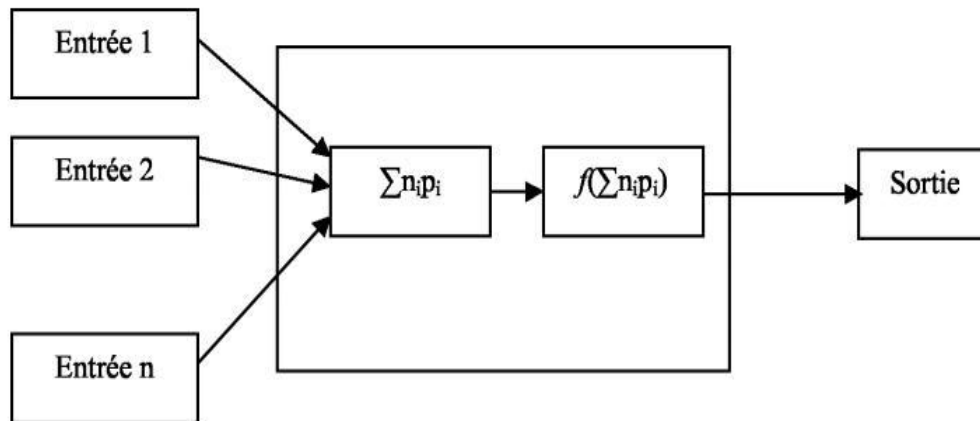 Entrée 1
Entrée 2
∑nᵢpᵢ
f(∑nᵢpᵢ)
Sortie
Entrée n